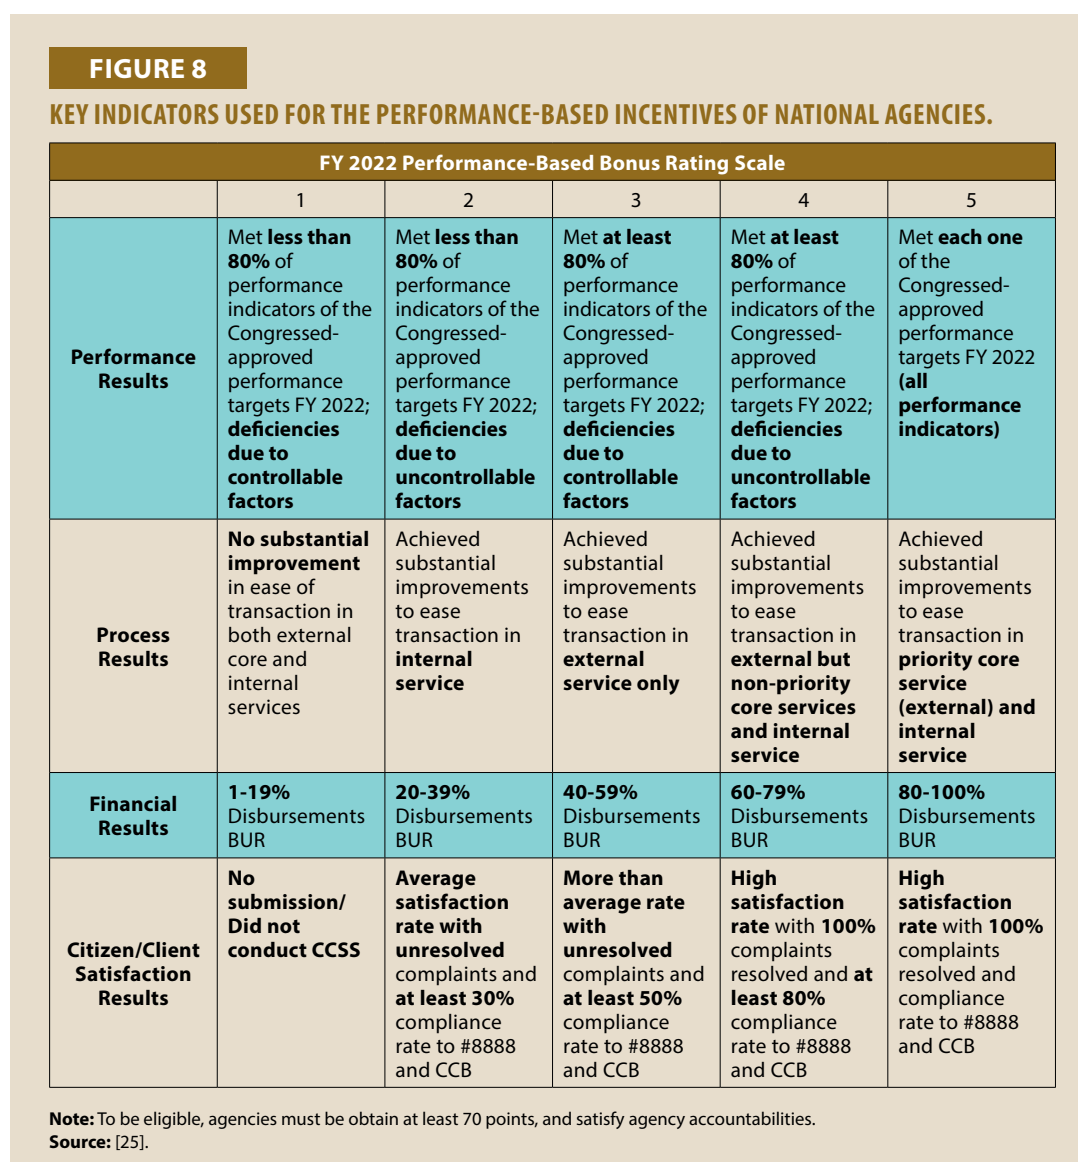 FIGURE 8
KEY INDICATORS USED FOR THE PERFORMANCE-BASED INCENTIVES OF NATIONAL AGENCIES.
FY 2022 Performance-Based Bonus Rating Scale
1 2 3 4 5
Performance
Results
Met less than
80% of
performance
indicators of the
Congressed-
approved
performance
targets FY 2022;
deficiencies
due to
controllable
factors
Met less than
80% of
performance
indicators of the
Congressed-
approved
performance
targets FY 2022;
deficiencies
due to
uncontrollable
factors
Met at least
80% of
performance
indicators of the
Congressed-
approved
performance
targets FY 2022;
deficiencies
due to
controllable
factors
Met at least
80% of
performance
indicators of the
Congressed-
approved
performance
targets FY 2022;
deficiencies
due to
uncontrollable
factors
Met each one
of the
Congressed-
approved
performance
targets FY 2022
(all
performance
indicators)
Process
Results
No substantial
improvement
in ease of
transaction in
both external
core and
internal
services
Achieved
substantial
improvements
to ease
transaction in
internal
service
Achieved
substantial
improvements
to ease
transaction in
external
service only
Achieved
substantial
improvements
to ease
transaction in
external but
non-priority
core services
and internal
service
Achieved
substantial
improvements
to ease
transaction in
priority core
service
(external) and
internal
service
Financial
Results
1-19%
Disbursements
BUR
20-39%
Disbursements
BUR
40-59%
Disbursements
BUR
60-79%
Disbursements
BUR
80-100%
Disbursements
BUR
Citizen/Client
Satisfaction
Results
No
submission/
Did not
conduct CCSS
Average
satisfaction
rate with
unresolved
complaints and
at least 30%
compliance
rate to #8888
and CCB
More than
average rate
with
unresolved
complaints and
at least 50%
compliance
rate to #8888
and CCB
High
satisfaction
rate with 100%
complaints
resolved and at
least 80%
compliance
rate to #8888
and CCB
High
satisfaction
rate with 100%
complaints
resolved and
compliance
rate to #8888
and CCB
Note: To be eligible, agencies must be obtain at least 70 points, and satisfy agency accountabilities.
Source: [25].